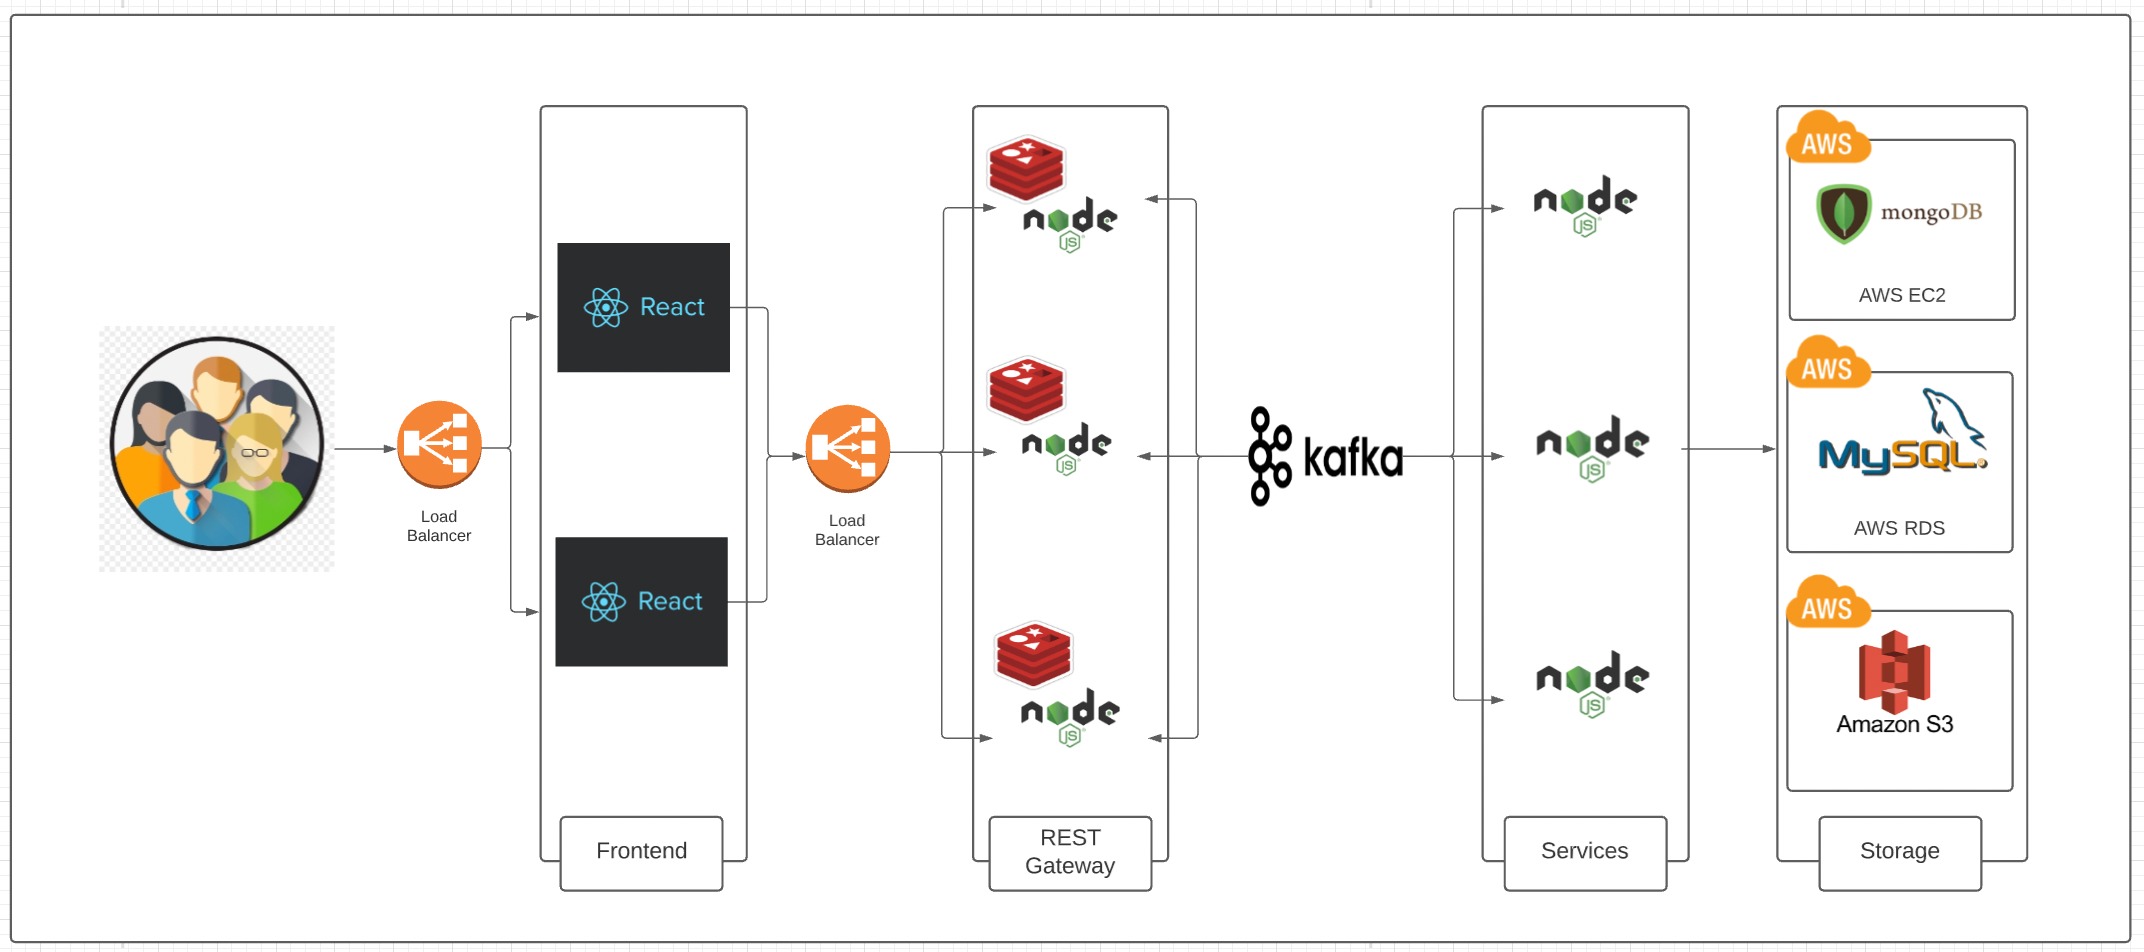 Load
Balancer
React
React
Frontend
Load
Balancer
node
JS
node
JS
node
JS
REST
Gateway
kafka
node
JS
node
JS
node
JS
Services
AWS
mongoDB
AWS EC2
AWS
MySQL.
AWS RDS
AWS
Amazon S3
Storage